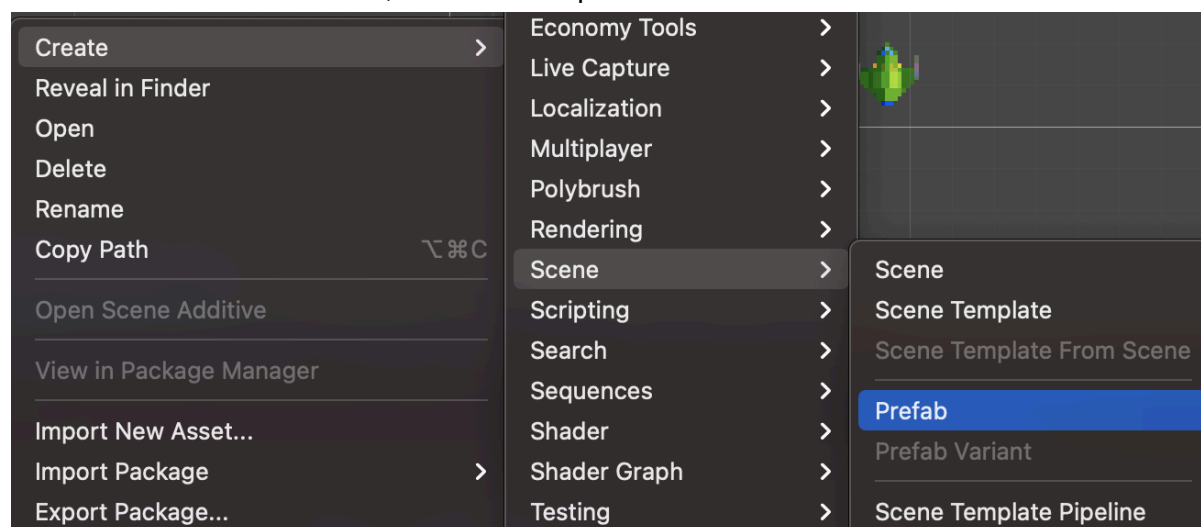 Create
Reveal in Finder
Open
Delete
Rename
Copy Path ⌥⌘C
Open Scene Additive
View in Package Manager
Import New Asset...
Import Package
Export Package...
Economy Tools
Live Capture
Localization
Multiplayer
Polybrush
Rendering
Scene
Scripting
Search
Sequences
Shader
Shader Graph
Testing
Scene
Scene Template
Scene Template From Scene
Prefab
Prefab Variant
Scene Template Pipeline